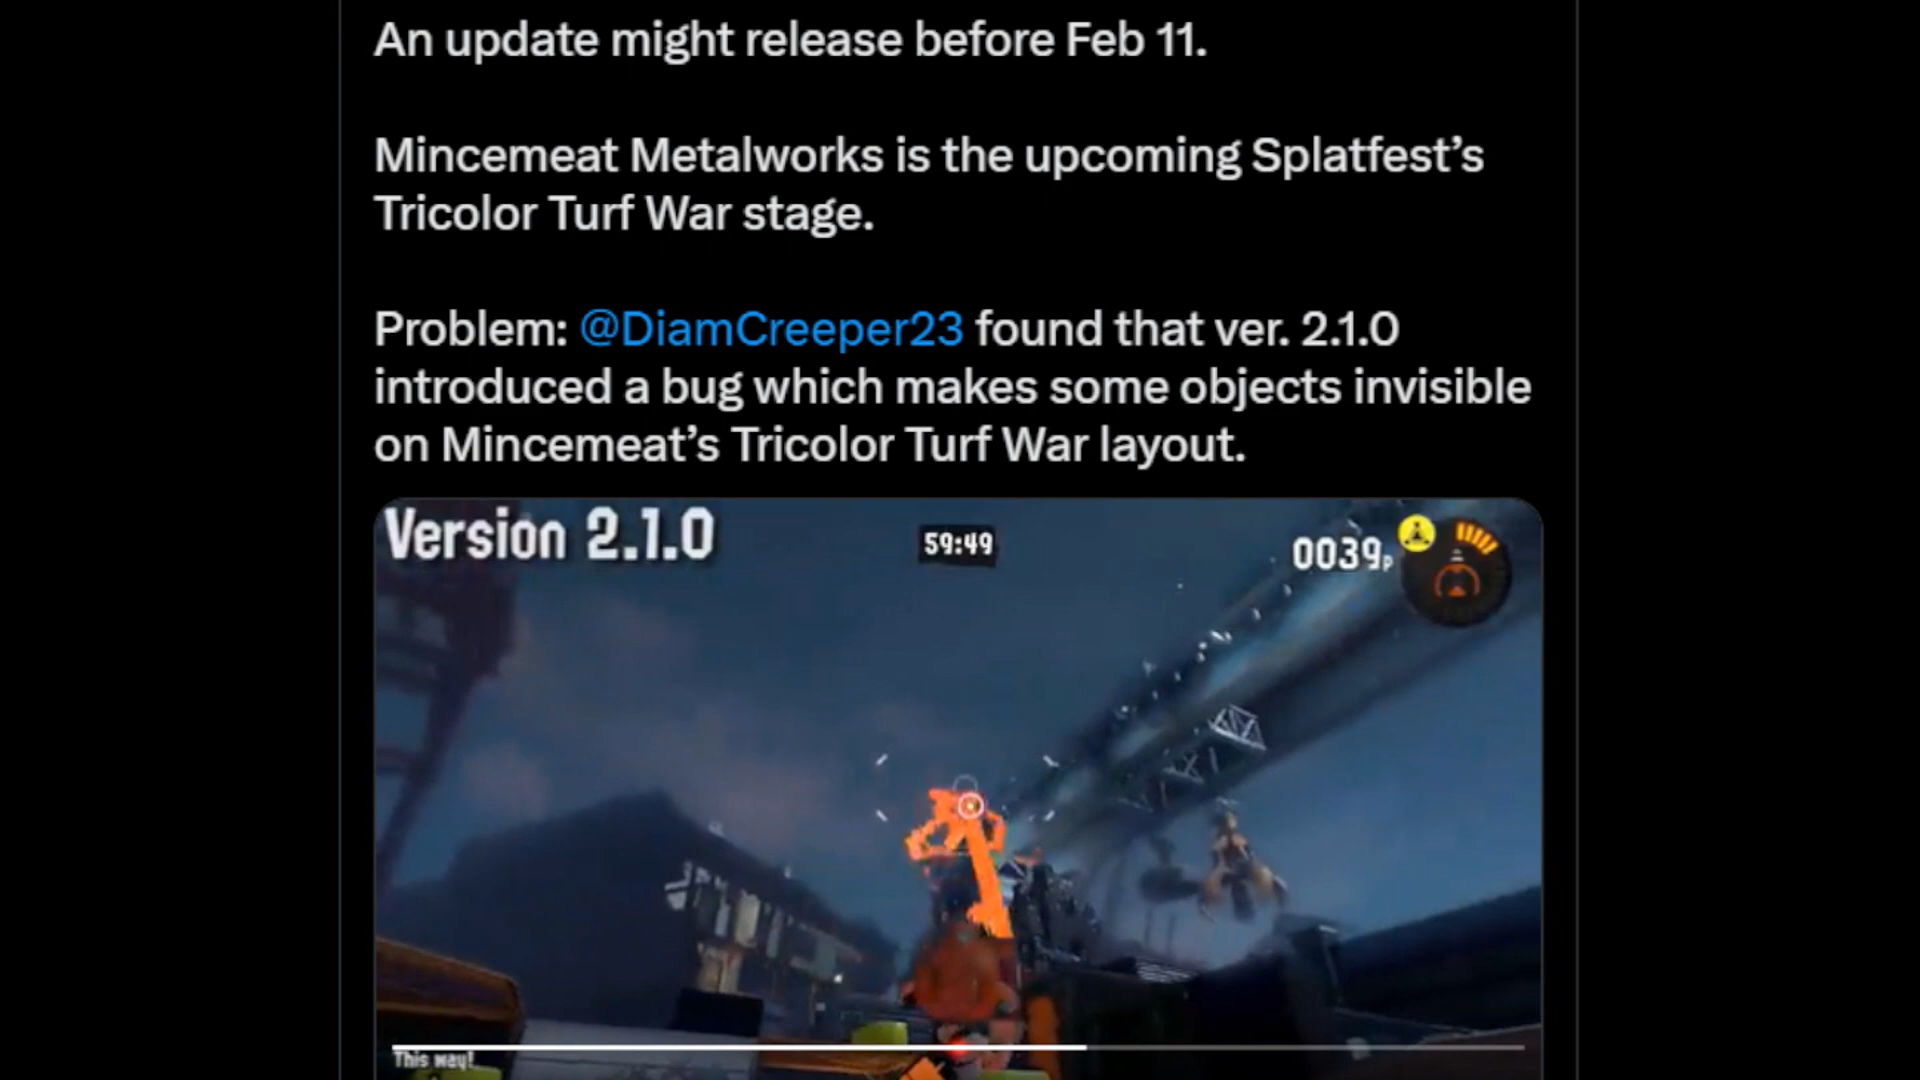 An update might release before Feb 11.
Mincemeat Metalworks is the upcoming Splatfest’s
Tricolor Turf War stage.
Problem: @DiamCreeper23 found that ver. 2.1.0
introduced a bug which makes some objects invisible
on Mincemeat’s Tricolor Turf War layout.
Version 2.1.0
59:49
0039p
This way!